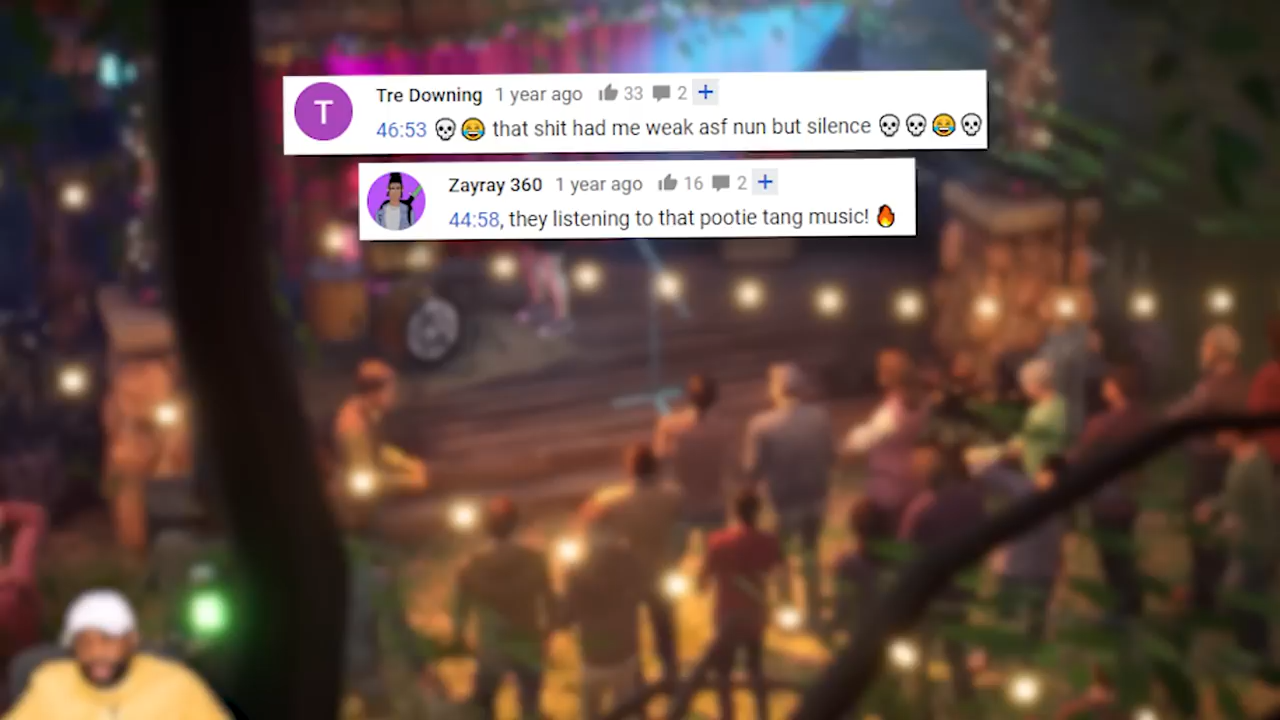 T
Tre Downing 1 year ago 33 2 +
46:53 💀😂 that shit had me weak asf nun but silence 💀💀😂💀
Zayray 360 1 year ago 16 2 +
44:58, they listening to that pootie tang music! 🔥